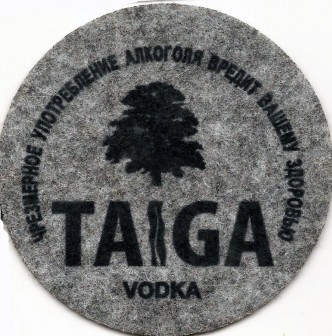 ЧРЕЗМЕРНОЕ УПОТРЕБЛЕНИЕ АЛКОГОЛЯ ВРЕДИТ ВАШЕМУ ЗДОРОВЬЮ
TAIGA
VODKA